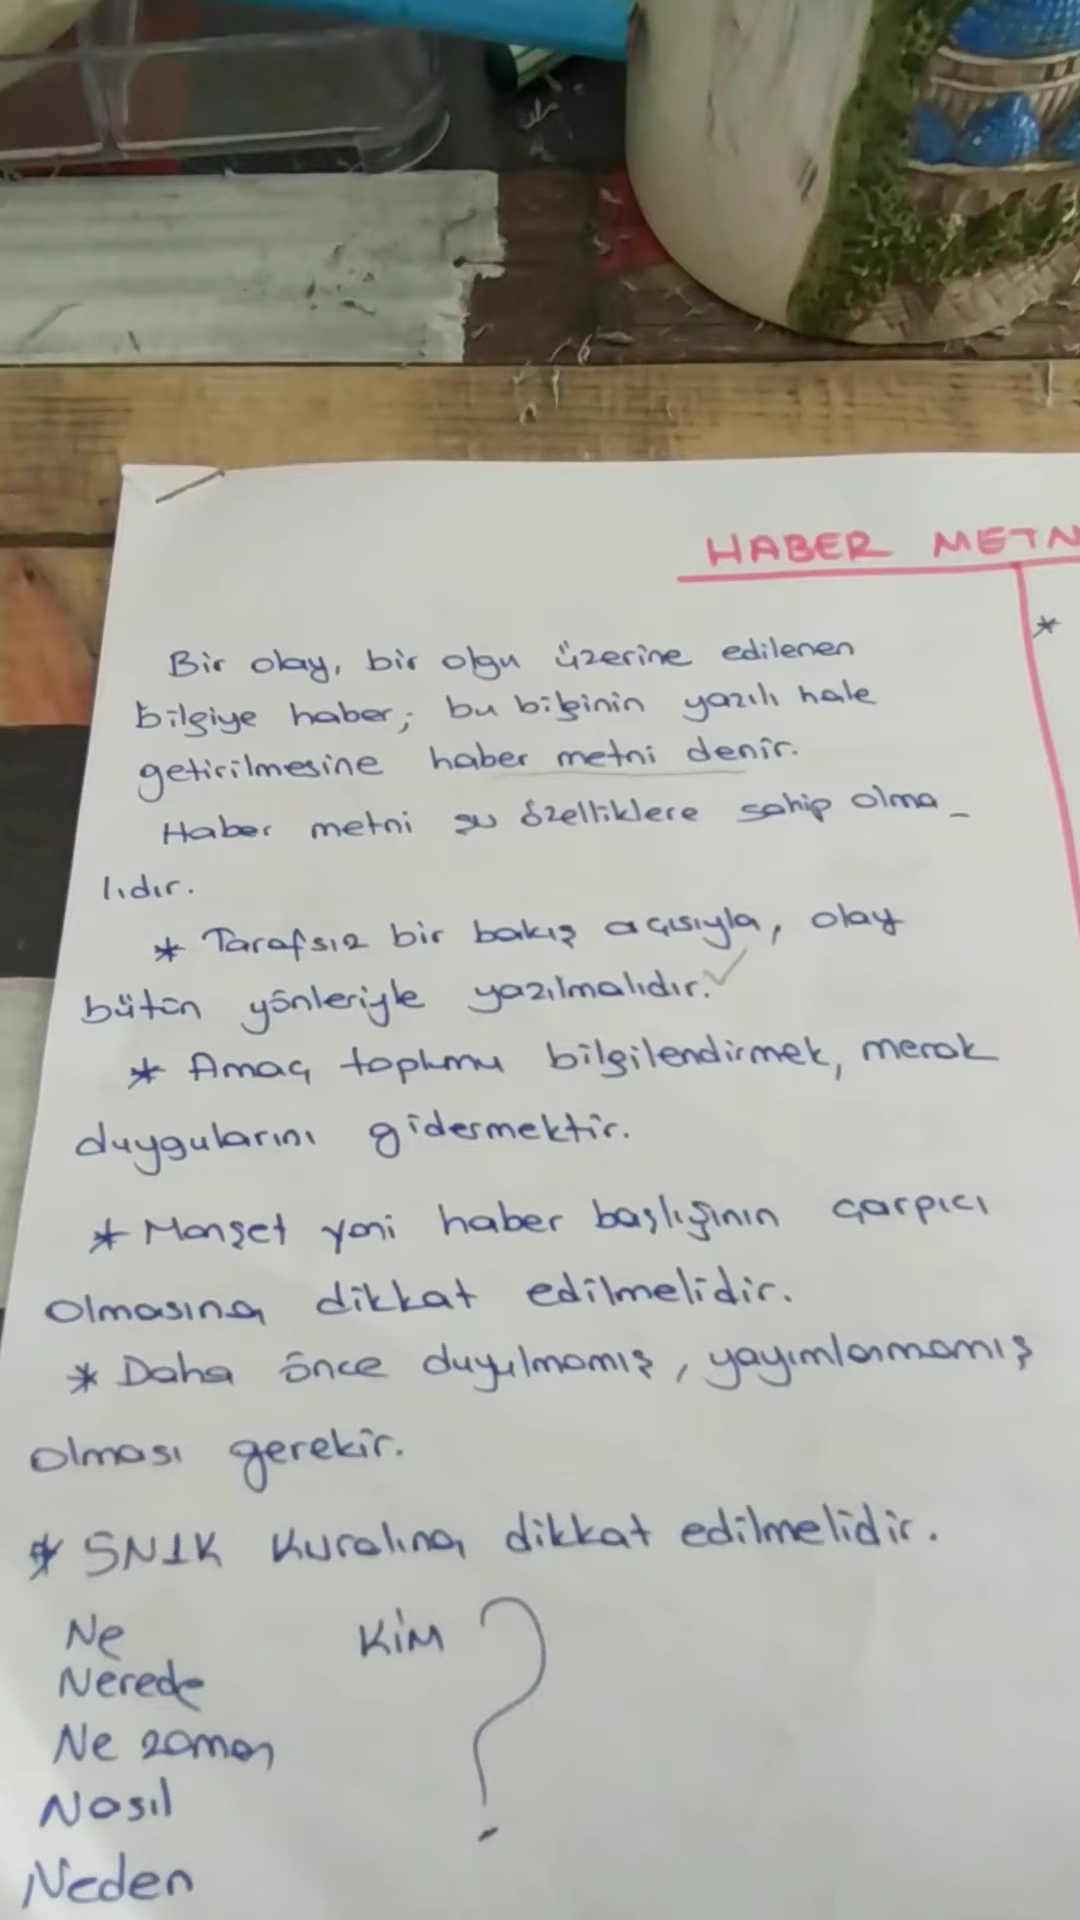 HABER METN
*
Bir olay, bir olgu üzerine edilenen
bilgiye haber; bu bilginin yazılı hale
getirilmesine haber metni denir.
Haber metni şu özelliklere sahip olma_
lıdır.
* Tarafsız bir bakış açısıyla, olay
bütün yönleriyle yazılmalıdır.
* Amaç toplumu bilgilendirmek, merak
duygularını gidermektir.
* Manşet yani haber başlığının çarpıcı
olmasına dikkat edilmelidir.
* Daha önce duyulmamış, yayımlanmamış
olması gerekir.
* 5N1K Kuralına dikkat edilmelidir.
Ne KİM ?
Nerede
Ne zaman
Nasıl
Neden